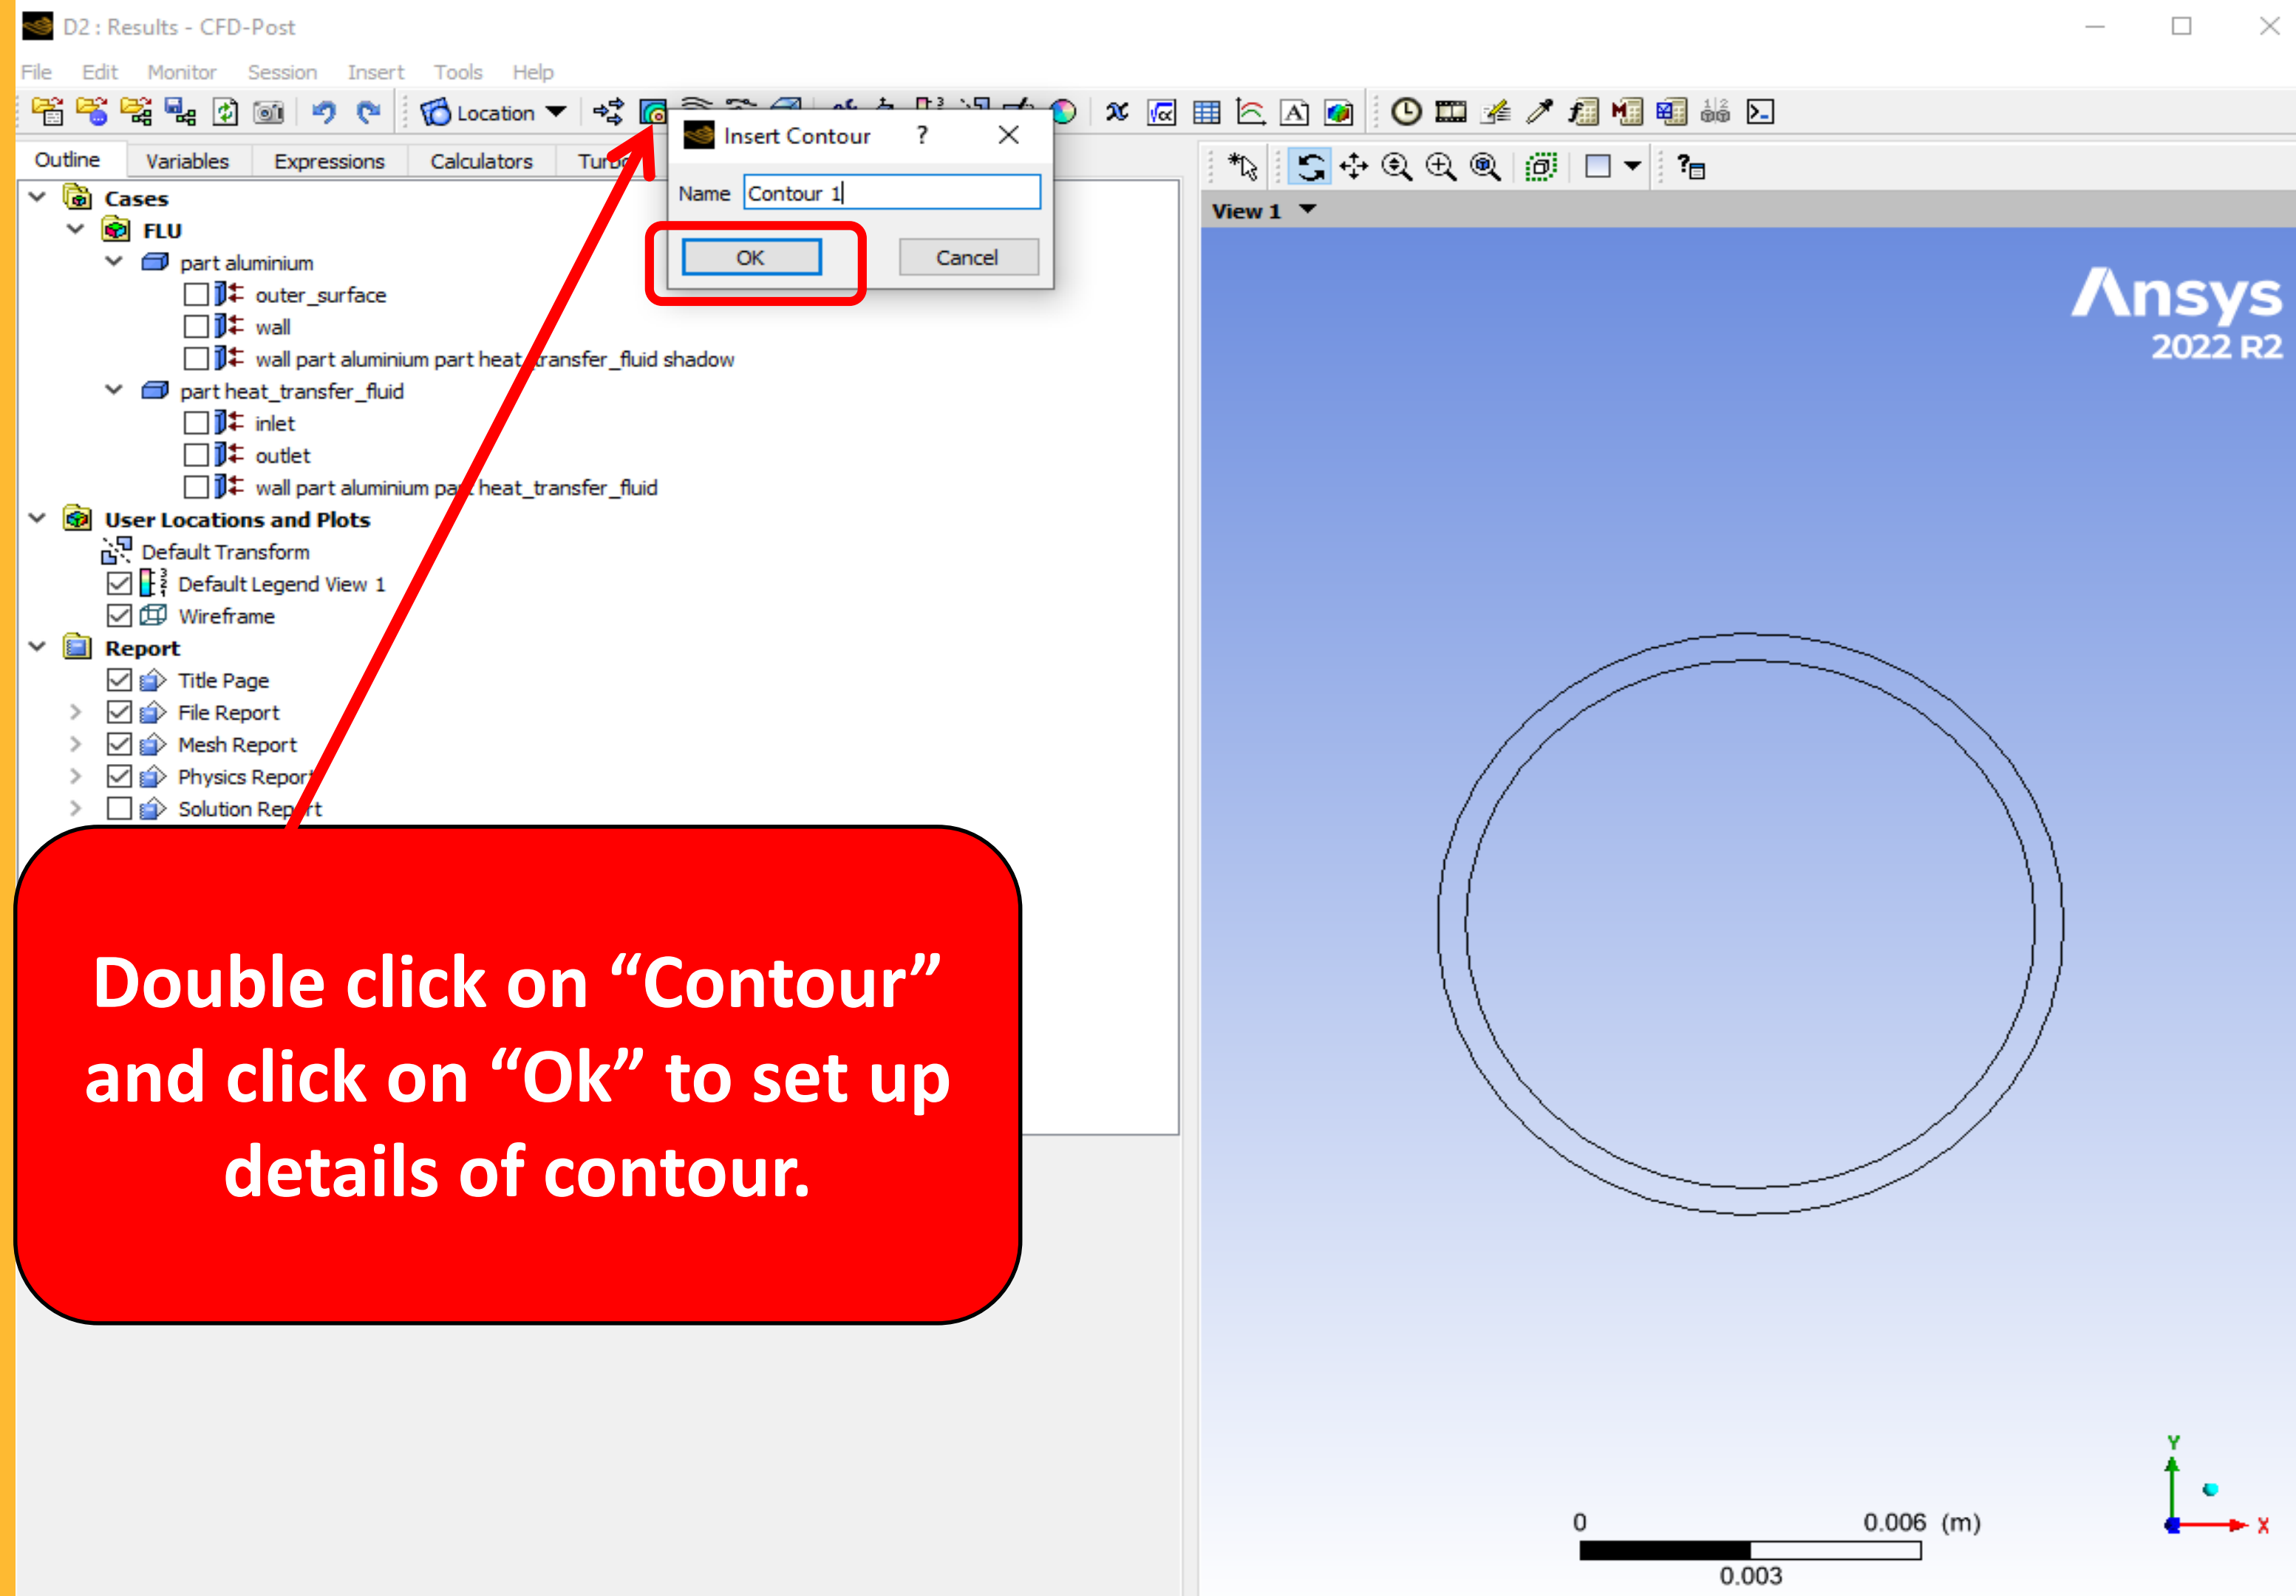 D2 : Results - CFD-Post
File Edit Monitor Session Insert Tools Help
Location
Insert Contour ?
Name Contour 1
OK Cancel
Outline Variables Expressions Calculators
Cases
FLU
part aluminium
outer_surface
wall
wall part aluminium part heat_transfer_fluid shadow
part heat_transfer_fluid
inlet
outlet
wall part aluminium part heat_transfer_fluid
User Locations and Plots
Default Transform
Default Legend View 1
Wireframe
Report
Title Page
File Report
Mesh Report
Physics Report
Solution Report
Double click on “Contour”
and click on “Ok” to set up
details of contour.
View 1
Ansys
2022 R2
Y
X
0 0.006 (m)
0.003